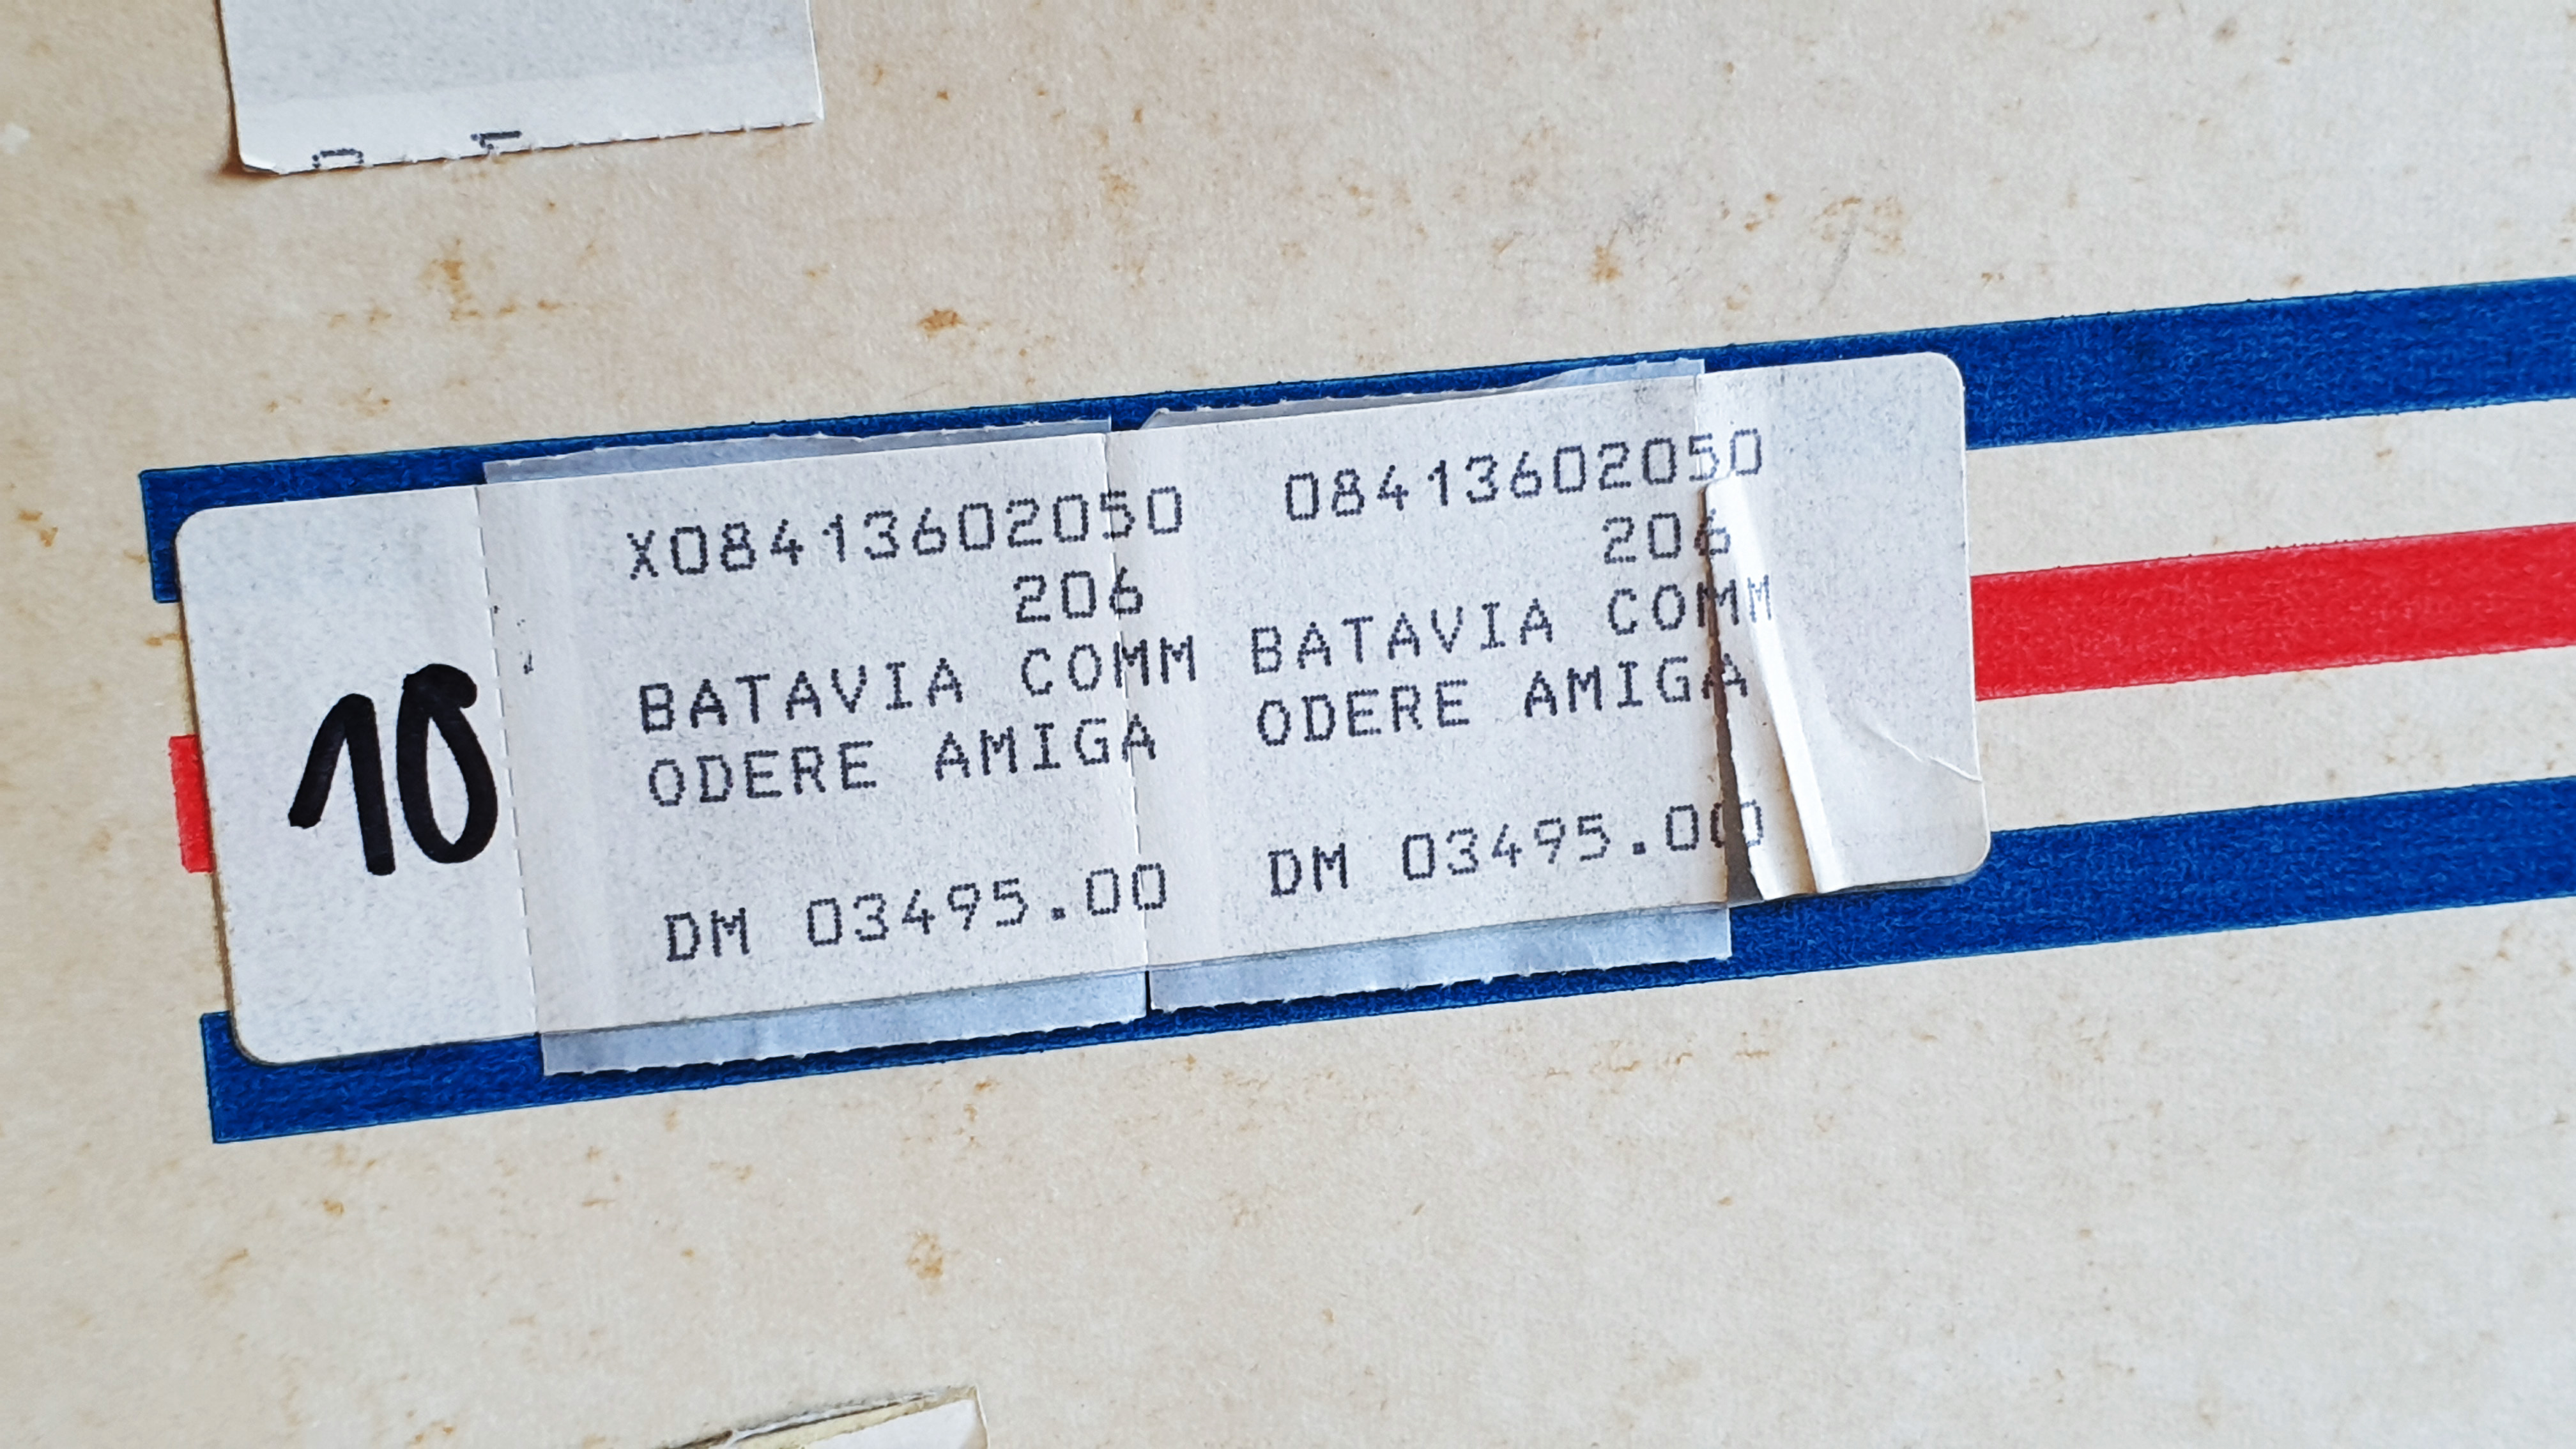 10
X08413602050 08413602050
206 206
BATAVIA COMM BATAVIA COMM
ODERE AMIGA ODERE AMIGA
DM 03495.00 DM 03495.00